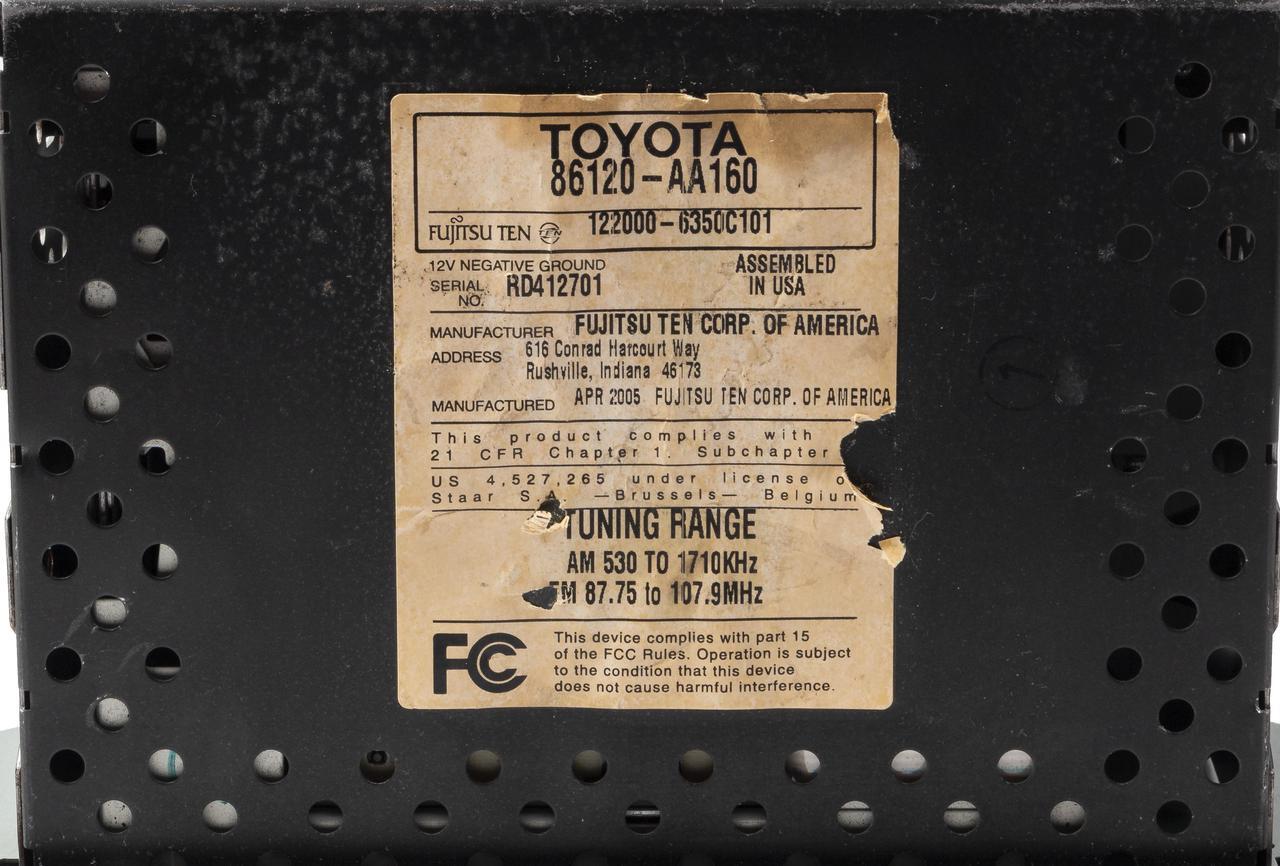 TOYOTA
86120-AA160
FUJITSU TEN TEN 122000-6350C101
12V NEGATIVE GROUND ASSEMBLED
SERIAL NO. RD412701 IN USA
MANUFACTURER FUJITSU TEN CORP. OF AMERICA
ADDRESS 616 Conrad Harcourt Way
Rushville, Indiana 46173
MANUFACTURED APR 2005 FUJITSU TEN CORP. OF AMERICA
This product complies with
21 CFR Chapter 1. Subchapter
US 4,527,265 under license
Staar S.A. —Brussels— Belgium
TUNING RANGE
AM 530 TO 1710KHz
FM 87.75 to 107.9MHz
FC This device complies with part 15
of the FCC Rules. Operation is subject
to the condition that this device
does not cause harmful interference.
1